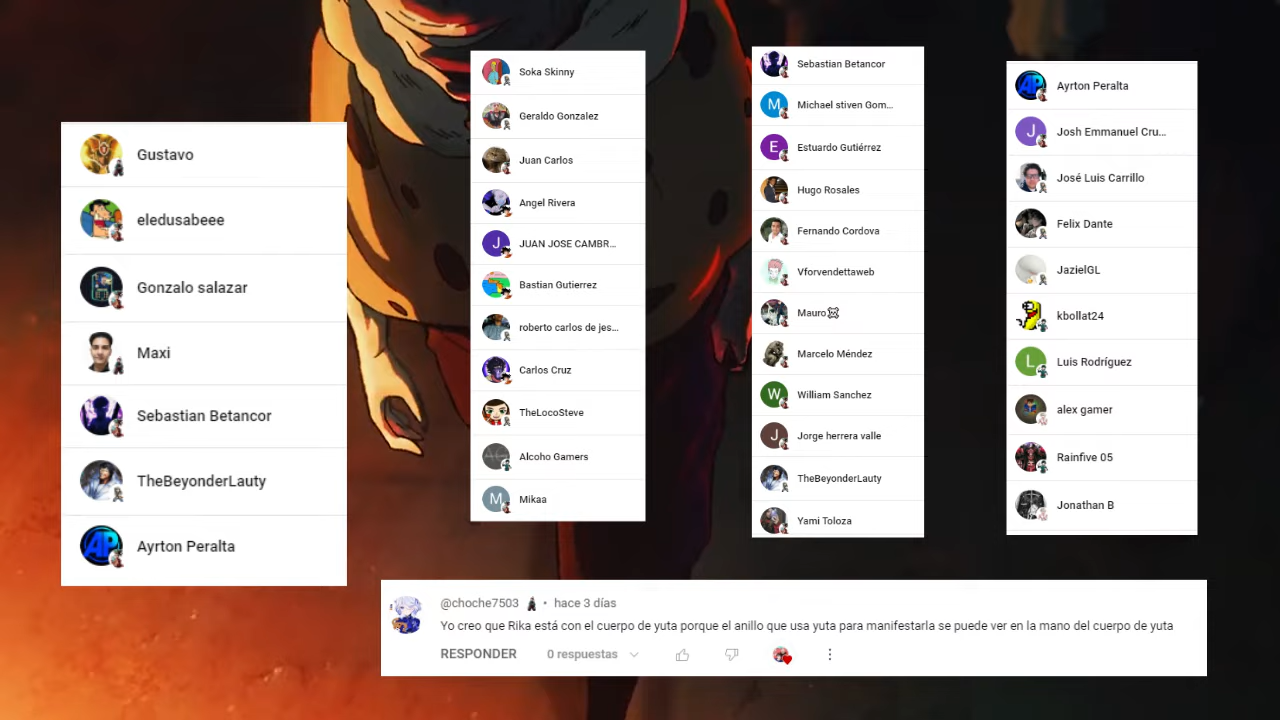 Gustavo
eledusabeee
Gonzalo salazar
Maxi
Sebastian Betancor
TheBeyonderLauty
AP
Ayrton Peralta
Soka Skinny
Geraldo Gonzalez
Juan Carlos
Angel Rivera
J
JUAN JOSE CAMBR...
Bastian Gutierrez
roberto carlos de jes...
Carlos Cruz
TheLocoSteve
Alcoho Gamers
M
Mikaa
Sebastian Betancor
M
Michael stiven Gom...
E
Estuardo Gutiérrez
Hugo Rosales
Fernando Cordova
Vforvendettaweb
Mauro
Marcelo Méndez
W
William Sanchez
J
Jorge herrera valle
TheBeyonderLauty
Yami Toloza
AP
Ayrton Peralta
J
Josh Emmanuel Cru...
José Luis Carrillo
Felix Dante
JazielGL
kbollat24
L
Luis Rodríguez
alex gamer
Rainfive 05
Jonathan B
@choche7503 • hace 3 días
Yo creo que Rika está con el cuerpo de yuta porque el anillo que usa yuta para manifestarla se puede ver en la mano del cuerpo de yuta
RESPONDER 0 respuestas